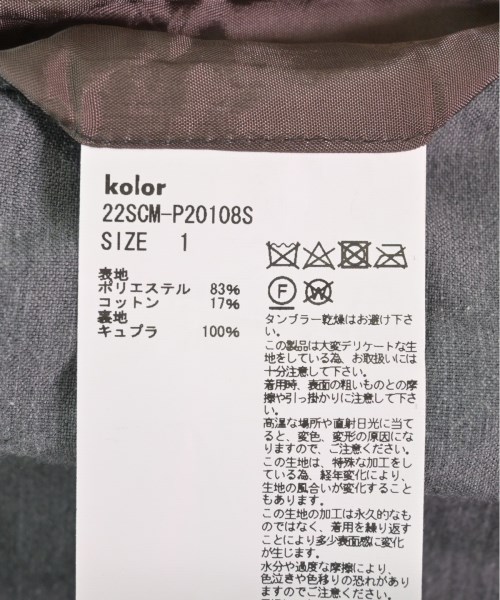 kolor
22SCM-P20108S
SIZE 1
表地
ポリエステル 83%
コットン 17%
裏地
キュプラ 100%
F
W
タンブラー乾燥はお避け下さ
い。
この製品は大変デリケートな生
地をしている為、お取扱いには
十分注意して下さい。
着用時、表面の粗いものとの摩
擦や引っ掛かりに注意して下さ
い。
高温な場所や直射日光に当て
ると、変色、変形の原因にな
りますので、ご注意ください。
この生地は、特殊な加工をし
ている為、経年変化により、
生地の風合いが変化すること
もあります。
この生地の加工は永久的なも
のではなく、着用を繰り返す
ことにより多少表面感に変化
が生じます。
水分や過度な摩擦により、
色泣きや色移りの恐れがあり
ますのでご注意ください。